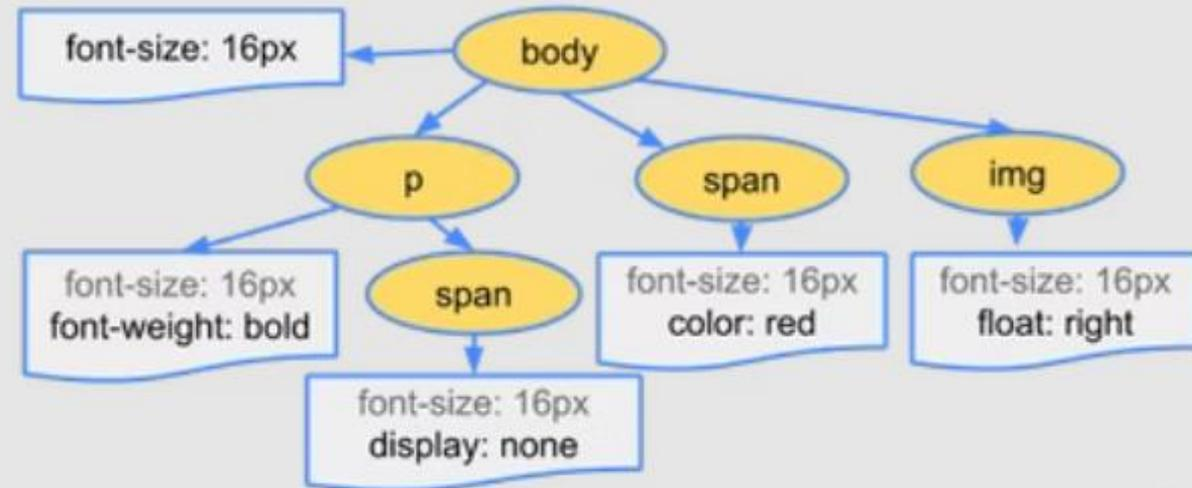 font-size: 16px
body
p
span
img
font-size: 16px
font-weight: bold
span
font-size: 16px
color: red
font-size: 16px
float: right
font-size: 16px
display: none